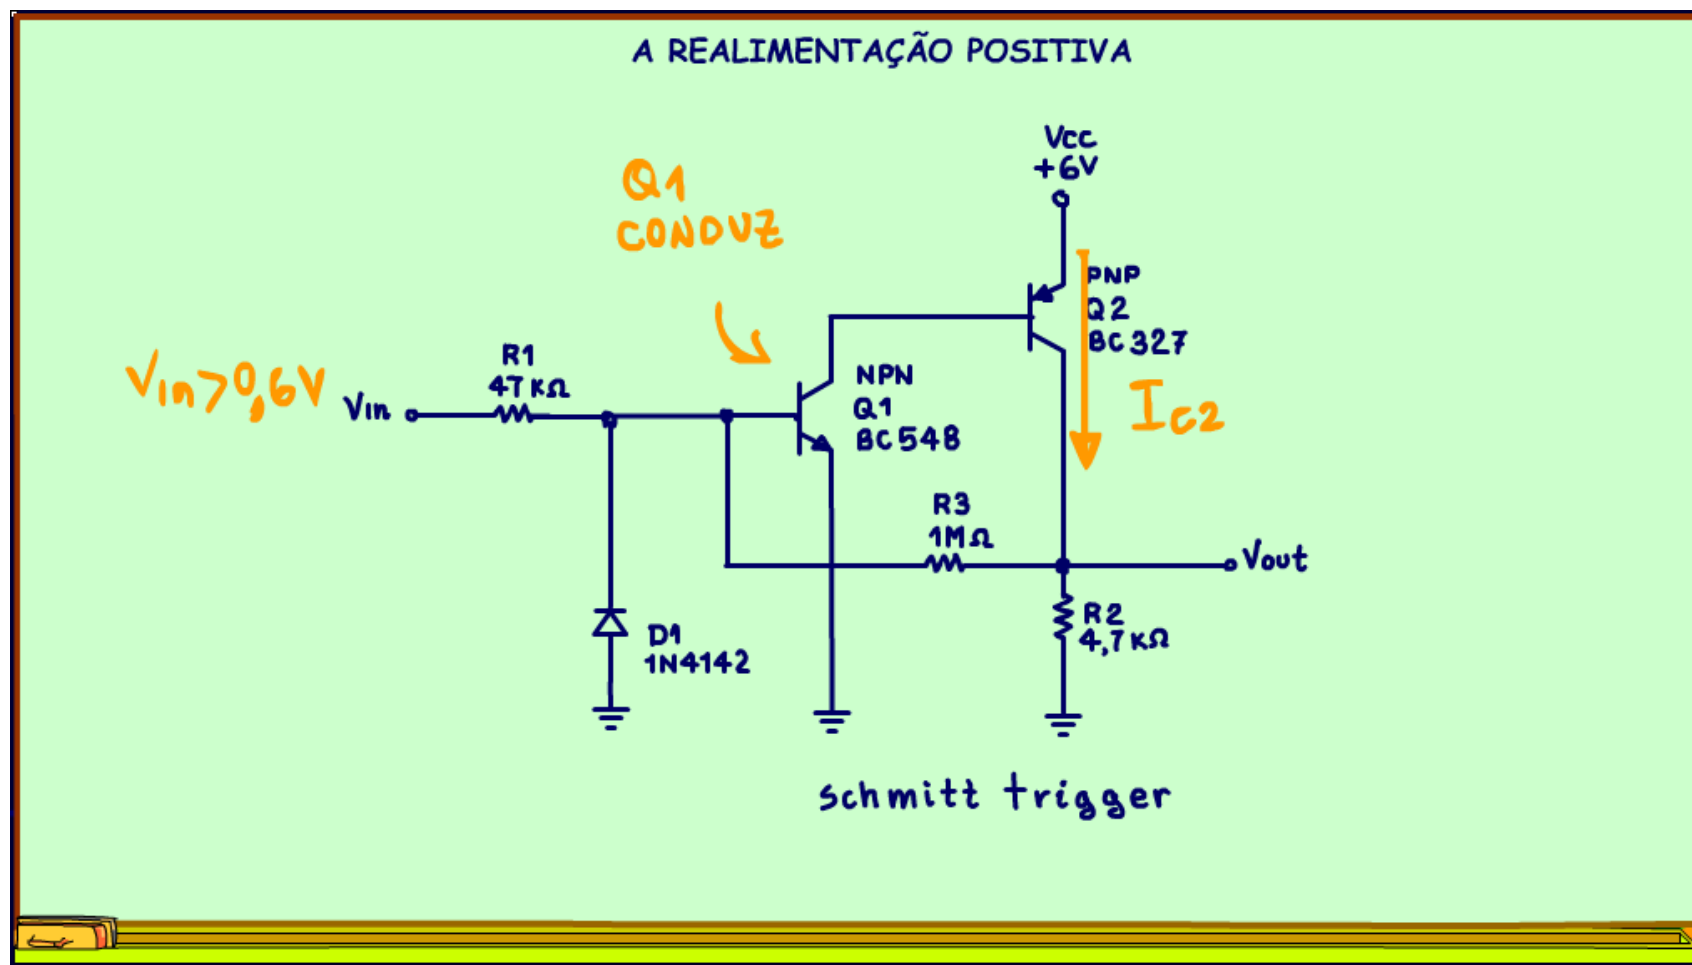 A REALIMENTAÇÃO POSITIVA
Vcc
+6V
Q1
CONDUZ
PNP
Q2
BC327
R1
47KΩ
Vin>0,6V
Vin
NPN
Q1
BC548
Ic2
R3
1MΩ
Vout
R2
4,7KΩ
D1
1N4142
schmitt trigger